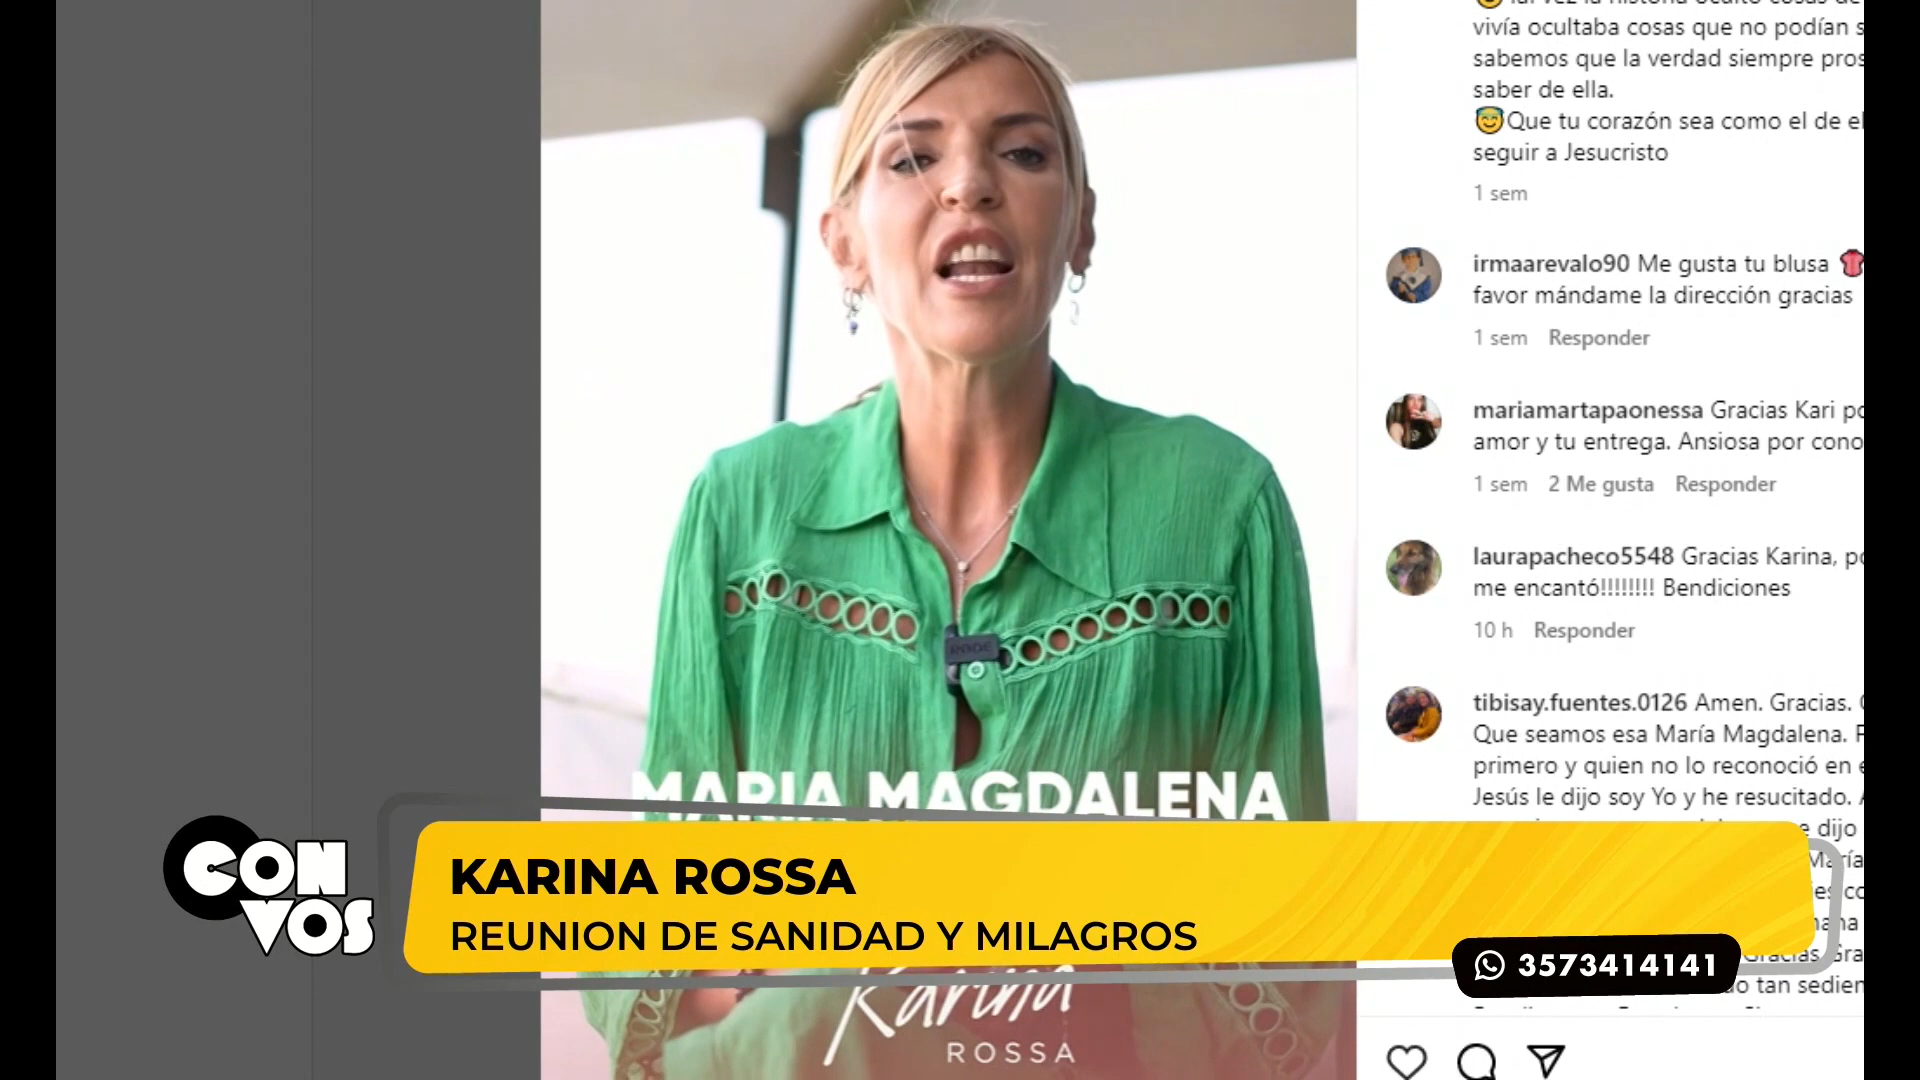 vivía ocultaba cosas que no podían
sabemos que la verdad siempre
saber de ella.
Que tu corazón sea como el de
seguir a Jesucristo
1 sem
irmaarevalo90 Me gusta tu blusa
favor mándame la dirección gracias
1 sem Responder
mariamartapaonessa Gracias Kari
amor y tu entrega. Ansiosa por
1 sem 2 Me gusta Responder
laurapacheco5548 Gracias Karina,
me encantó!!!!!!!! Bendiciones
10 h Responder
tibisay.fuentes.0126 Amen. Gracias.
Que seamos esa María Magdalena.
primero y quien no lo reconoció en
Jesús le dijo soy Yo y he resucitado.
dijo
tan
RODE
MARIA MAGDALENA
CON
VOS
KARINA ROSSA
REUNION DE SANIDAD Y MILAGROS
3573414141
Karina
ROSSA